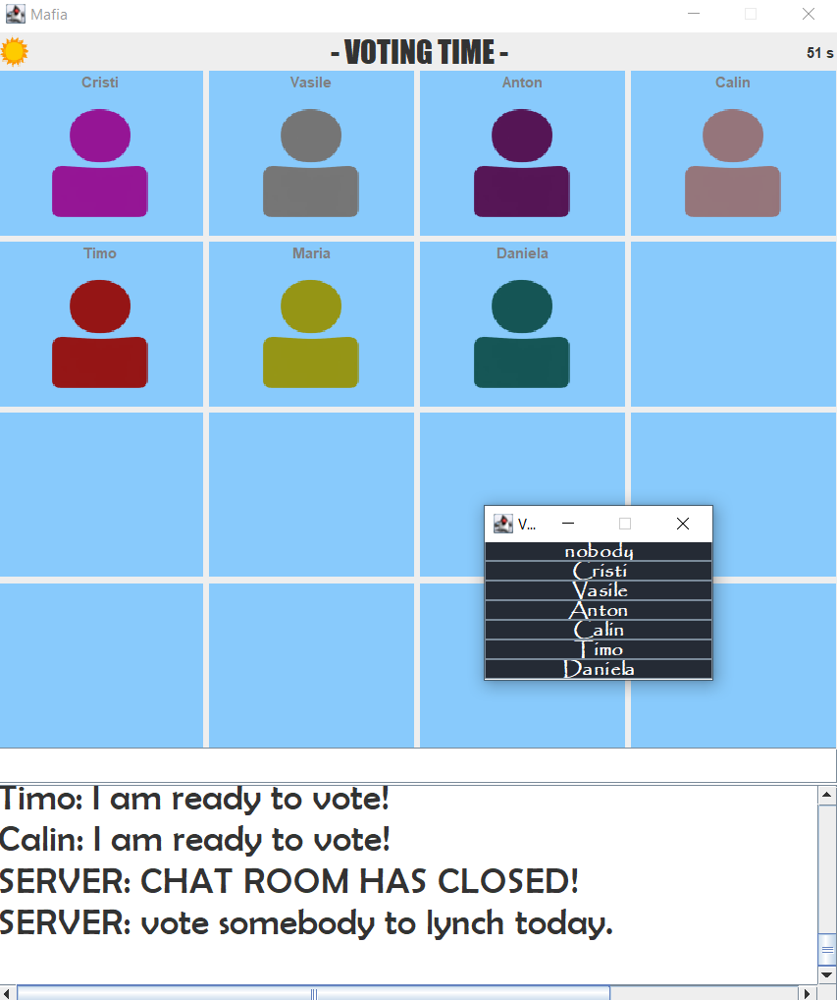 Mafia
- VOTING TIME -
51 s
Cristi
Vasile
Anton
Calin
Timo
Maria
Daniela
V...
nobody
Cristi
Vasile
Anton
Calin
Timo
Daniela
Timo: I am ready to vote!
Calin: I am ready to vote!
SERVER: CHAT ROOM HAS CLOSED!
SERVER: vote somebody to lynch today.